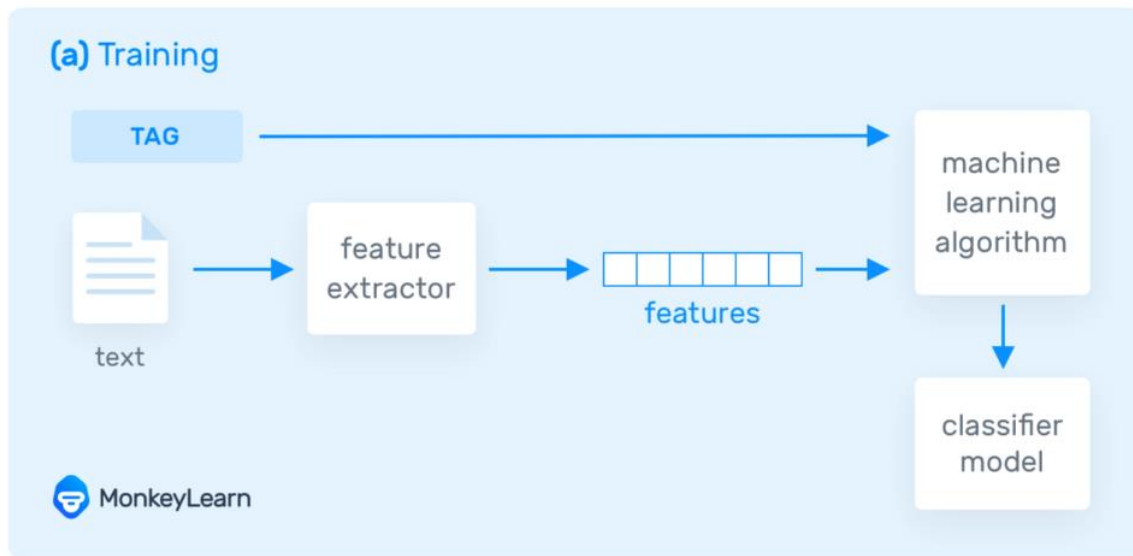 (a) Training
TAG
machine
learning
algorithm
feature
extractor
features
text
classifier
model
MonkeyLearn